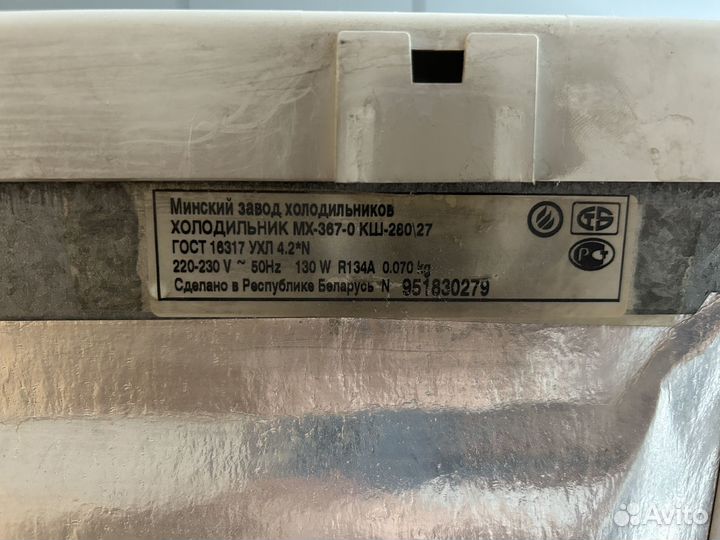 Минский завод холодильников
ХОЛОДИЛЬНИК МХ-367-0 КШ-280\27
ГОСТ 16317 УХЛ 4.2*N
220-230 V ~ 50Hz 130 W R134A 0.070 kg
Сделано в Республике Беларусь N 951830279
Avito